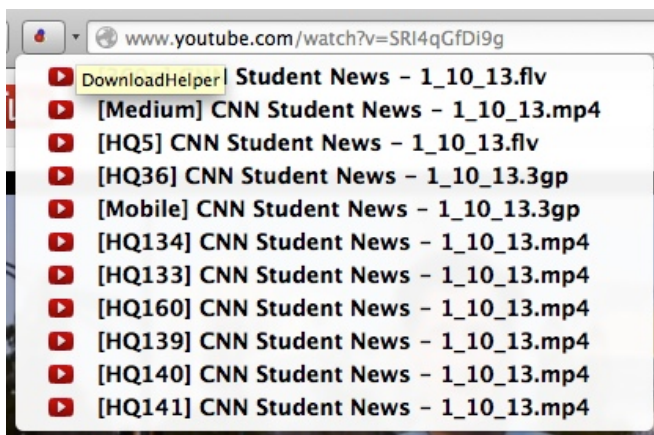 www.youtube.com/watch?v=SRI4qGfDi9g
DownloadHelper Student News – 1_10_13.flv
[Medium] CNN Student News – 1_10_13.mp4
[HQ5] CNN Student News – 1_10_13.flv
[HQ36] CNN Student News – 1_10_13.3gp
[Mobile] CNN Student News – 1_10_13.3gp
[HQ134] CNN Student News – 1_10_13.mp4
[HQ133] CNN Student News – 1_10_13.mp4
[HQ160] CNN Student News – 1_10_13.mp4
[HQ139] CNN Student News – 1_10_13.mp4
[HQ140] CNN Student News – 1_10_13.mp4
[HQ141] CNN Student News – 1_10_13.mp4